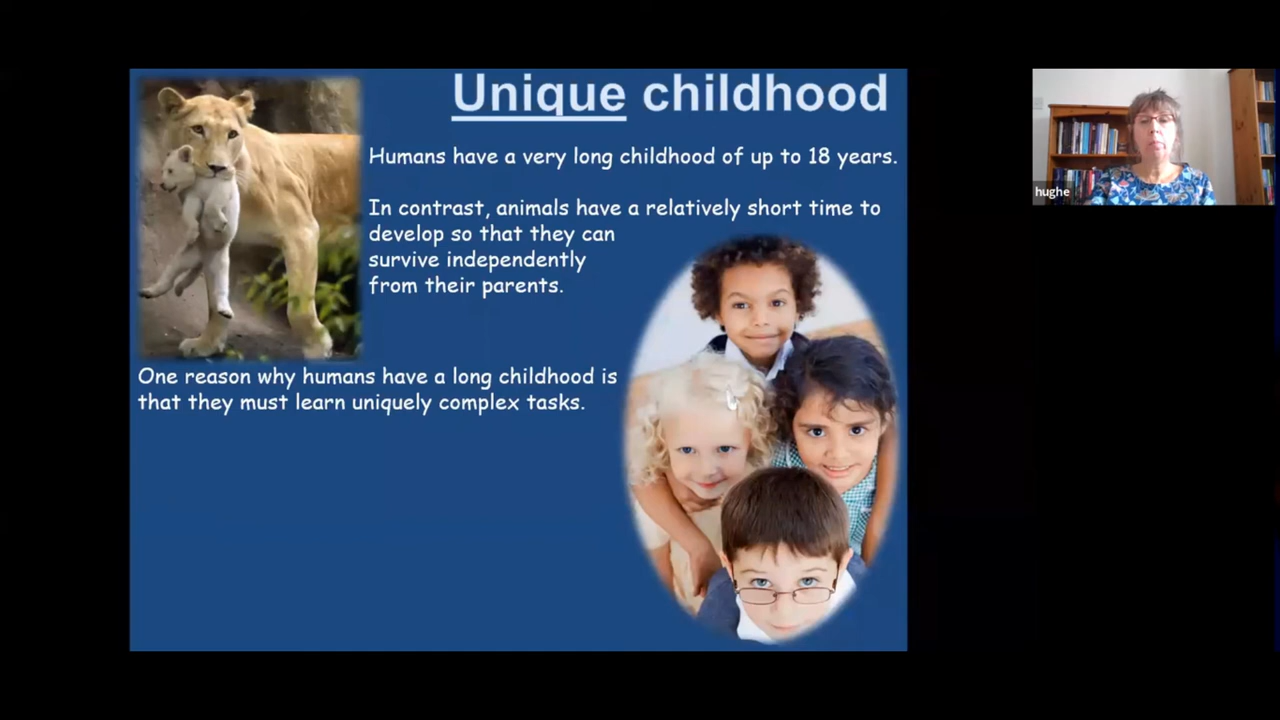 Unique childhood
Humans have a very long childhood of up to 18 years.
In contrast, animals have a relatively short time to
develop so that they can
survive independently
from their parents.
One reason why humans have a long childhood is
that they must learn uniquely complex tasks.
hughe